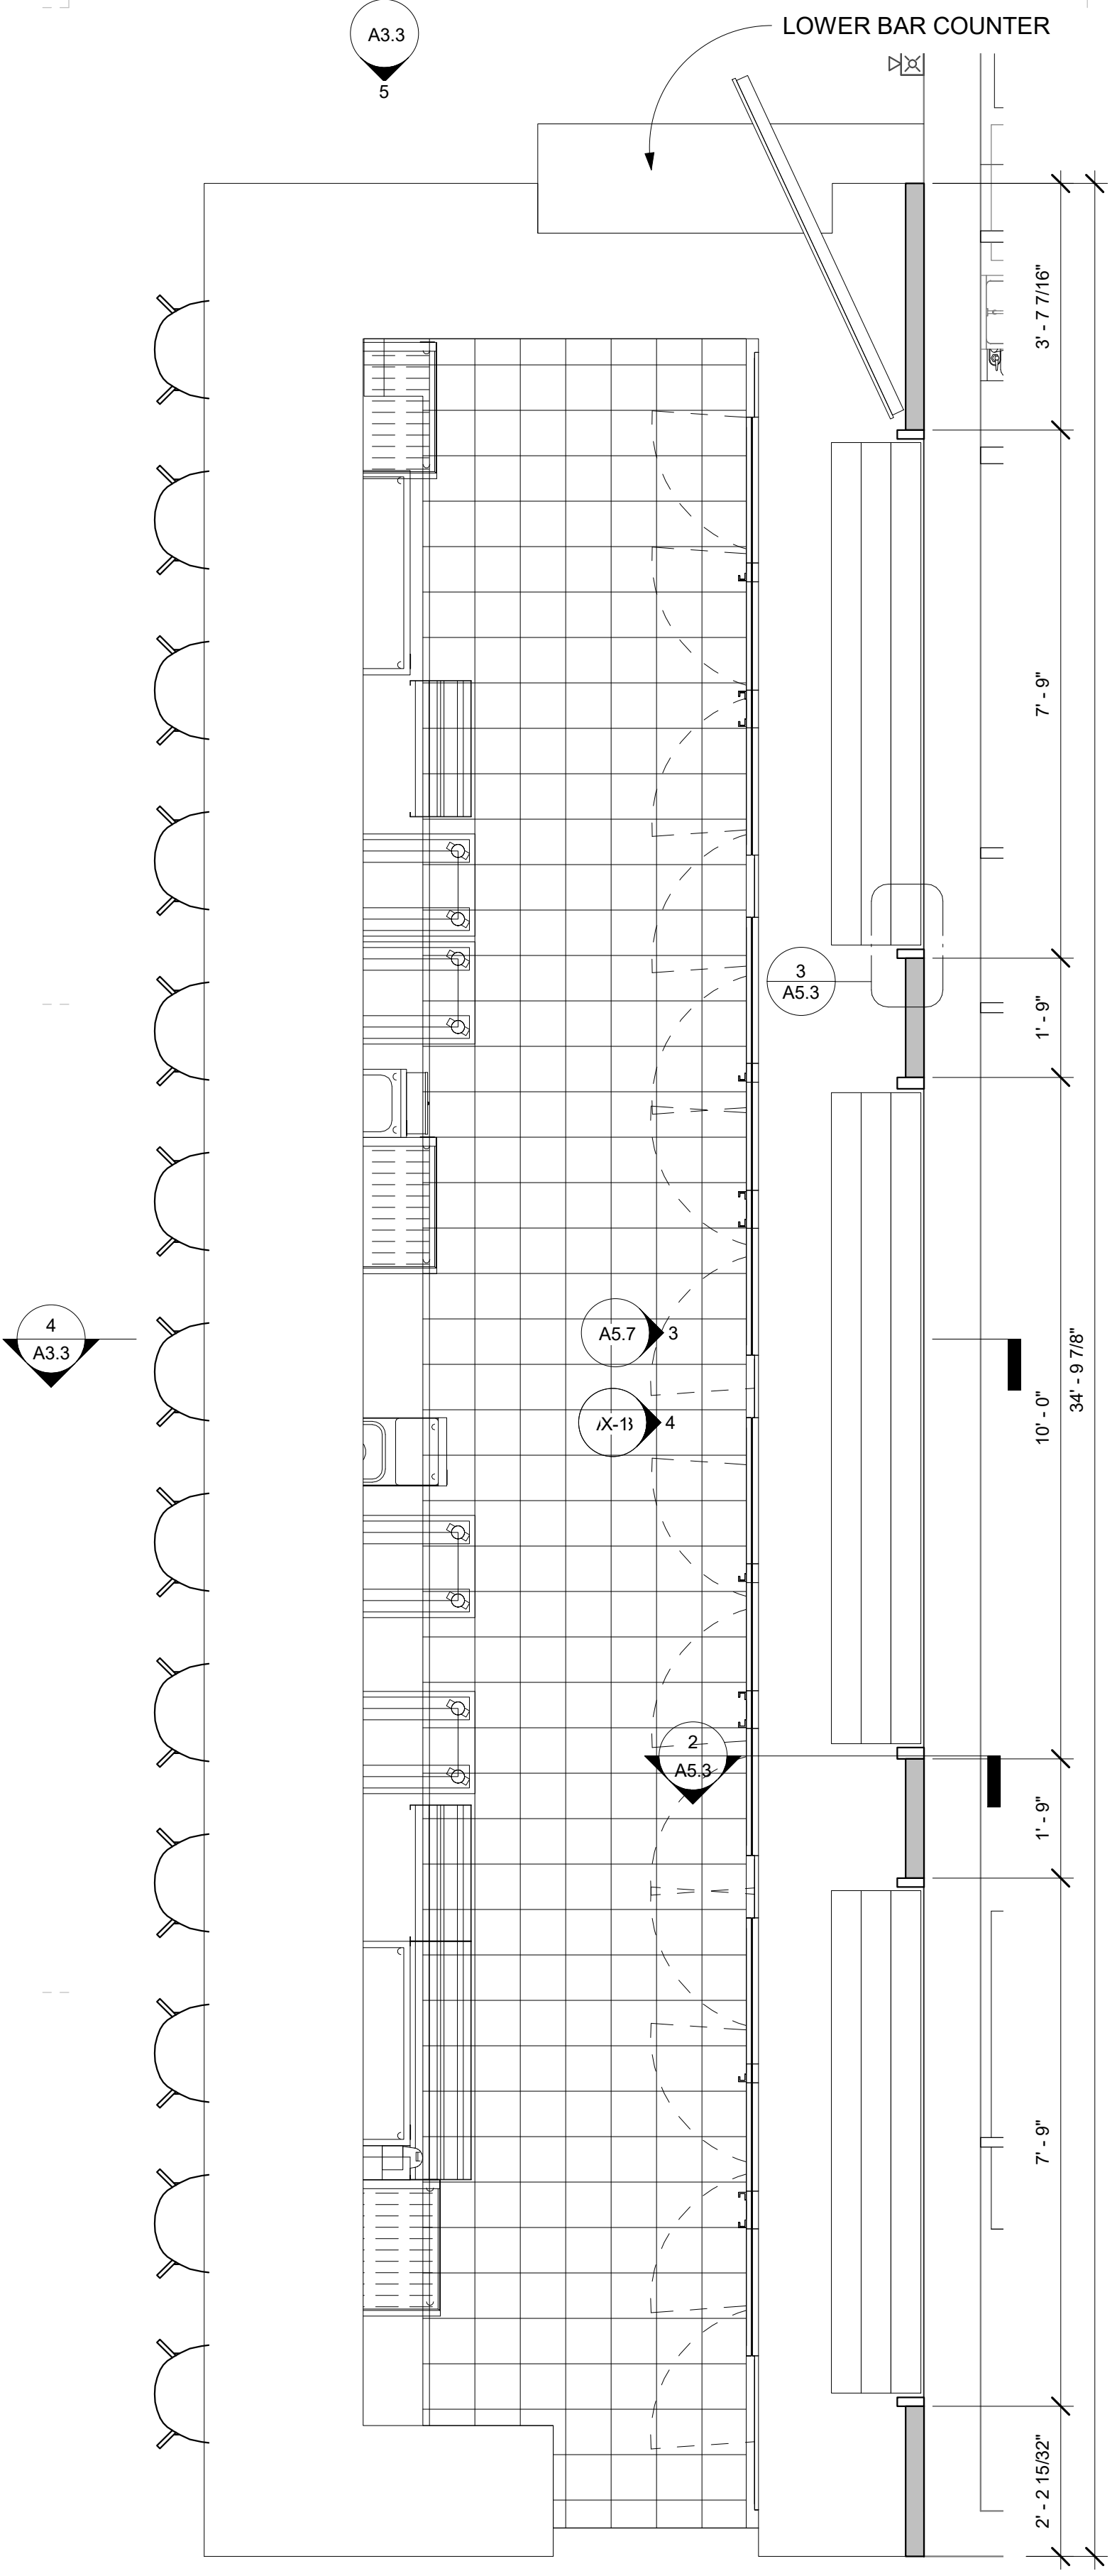 LOWER BAR COUNTER
A3.3
5
3' - 7 7/16"
7' - 9"
3
A5.3
1' - 9"
4
A3.3
A5.7
3
4
34' - 9 7/8"
10' - 0"
2
A5.3
1' - 9"
7' - 9"
2' - 2 15/32"